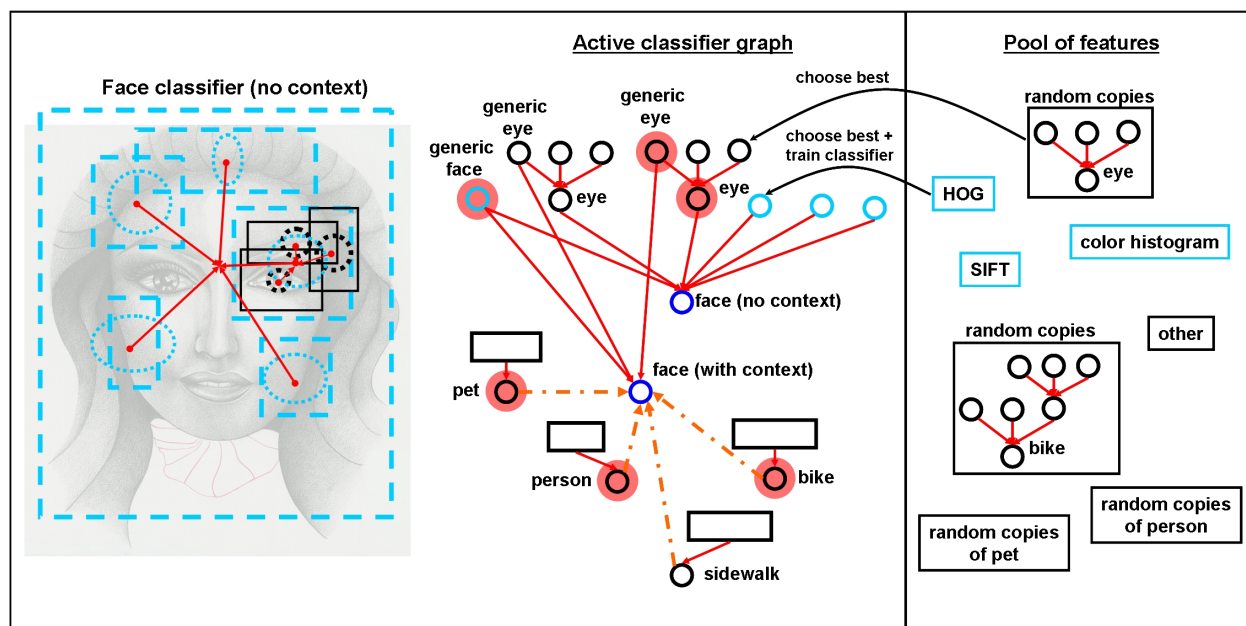 Active classifier graph
Pool of features
Face classifier (no context)
choose best
generic
eye
generic
eye
choose best +
train classifier
generic
face
eye
eye
face (no context)
face (with context)
pet
person
bike
sidewalk
random copies
eye
HOG
color histogram
SIFT
other
random copies
bike
random copies
of person
random copies
of pet